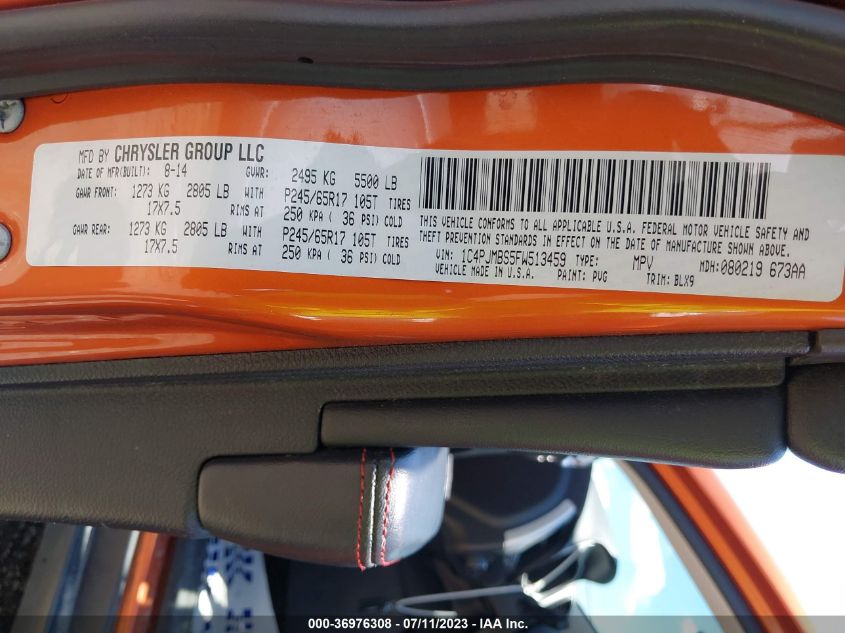 MFD BY CHRYSLER GROUP LLC
DATE OF MFR(BUILT): 8-14 GVWR: 2495 KG 5500 LB
GAWR FRONT: 1273 KG 2805 LB WITH P245/65R17 105T TIRES
17X7.5 RIMS AT 250 KPA ( 36 PSI) COLD
GAWR REAR: 1273 KG 2805 LB WITH P245/65R17 105T TIRES
17X7.5 RIMS AT 250 KPA ( 36 PSI) COLD
THIS VEHICLE CONFORMS TO ALL APPLICABLE U.S.A. FEDERAL MOTOR VEHICLE SAFETY AND
THEFT PREVENTION STANDARDS IN EFFECT ON THE DATE OF MANUFACTURE SHOWN ABOVE.
VIN: 1C4PJMBS5FW513459 TYPE: MPV MDH: 080219 673AA
VEHICLE MADE IN U.S.A. PAINT: PVG TRIM: BLX9
000-36976308 - 07/11/2023 - IAA Inc.